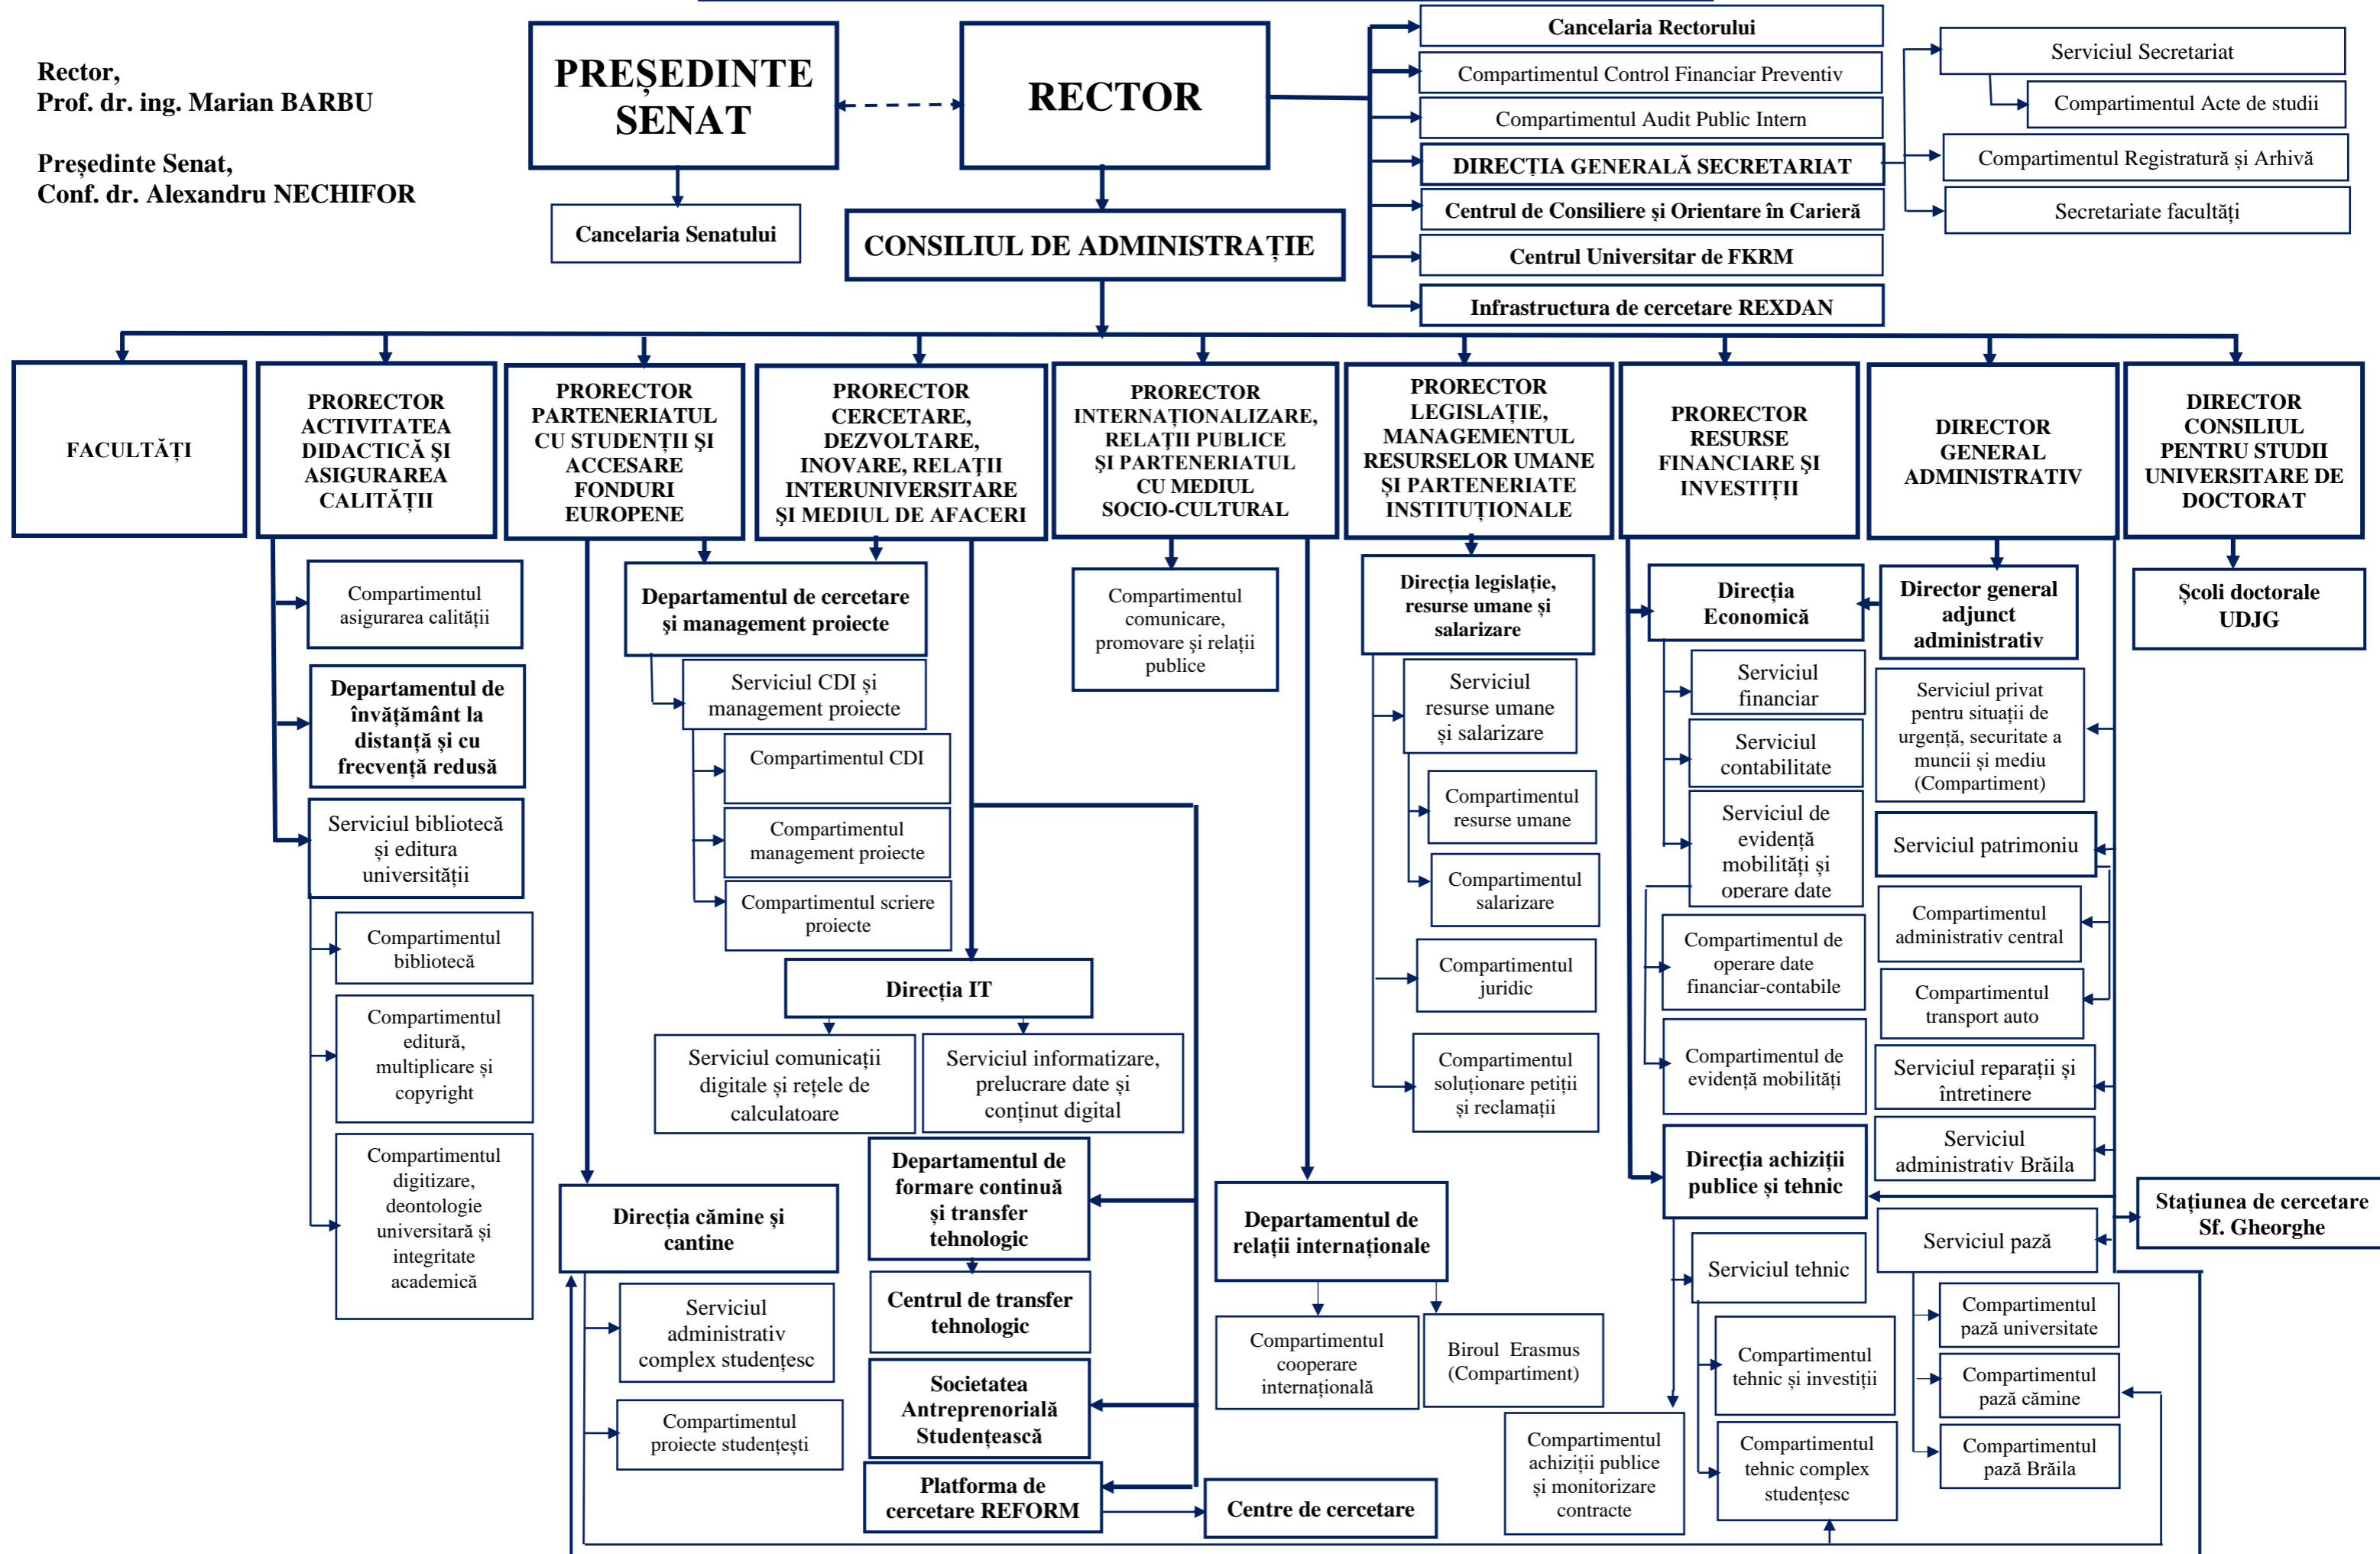 Rector,
Prof. dr. ing. Marian BARBU
Președinte Senat,
Conf. dr. Alexandru NECHIFOR
PREȘEDINTE
SENAT
RECTOR
Cancelaria Senatului
CONSILIUL DE ADMINISTRAȚIE
Cancelaria Rectorului
Compartimentul Control Financiar Preventiv
Compartimentul Audit Public Intern
DIRECȚIA GENERALĂ SECRETARIAT
Centrul de Consiliere și Orientare în Carieră
Centrul Universitar de FKRM
Infrastructura de cercetare REXDAN
Serviciul Secretariat
Compartimentul Acte de studii
Compartimentul Registratură și Arhivă
Secretariate facultăți
FACULTĂȚI
PRORECTOR
ACTIVITATEA
DIDACTICĂ ŞI
ASIGURAREA
CALITĂȚII
PRORECTOR
PARTENERIATUL
CU STUDENȚII ŞI
ACCESARE
FONDURI
EUROPENE
PRORECTOR
CERCETARE,
DEZVOLTARE,
INOVARE, RELAȚII
INTERUNIVERSITARE
ŞI MEDIUL DE AFACERI
PRORECTOR
INTERNAȚIONALIZARE,
RELAȚII PUBLICE
ŞI PARTENERIATUL
CU MEDIUL
SOCIO-CULTURAL
PRORECTOR
LEGISLAȚIE,
MANAGEMENTUL
RESURSELOR UMANE
ȘI PARTENERIATE
INSTITUȚIONALE
PRORECTOR
RESURSE
FINANCIARE ŞI
INVESTIȚII
DIRECTOR
GENERAL
ADMINISTRATIV
DIRECTOR
CONSILIUL
PENTRU STUDII
UNIVERSITARE DE
DOCTORAT
Compartimentul
asigurarea calității
Departamentul de
învățământ la
distanță și cu
frecvență redusă
Serviciul bibliotecă
și editura
universității
Compartimentul
bibliotecă
Compartimentul
editură,
multiplicare și
copyright
Compartimentul
digitizare,
deontologie
universitară și
integritate
academică
Departamentul de cercetare
şi management proiecte
Serviciul CDI și
management proiecte
Compartimentul CDI
Compartimentul
management proiecte
Compartimentul scriere
proiecte
Direcția IT
Serviciul comunicații
digitale și rețele de
calculatoare
Serviciul informatizare,
prelucrare date și
conținut digital
Direcția cămine și
cantine
Serviciul
administrativ
complex studențesc
Compartimentul
proiecte studențești
Departamentul de
formare continuă
și transfer
tehnologic
Centrul de transfer
tehnologic
Societatea
Antreprenorială
Studențească
Platforma de
cercetare REFORM
Centre de cercetare
Compartimentul
comunicare,
promovare şi relații
publice
Departamentul de
relații internaționale
Compartimentul
cooperare
internațională
Biroul Erasmus
(Compartiment)
Direcția legislație,
resurse umane și
salarizare
Serviciul
resurse umane
și salarizare
Compartimentul
resurse umane
Compartimentul
salarizare
Compartimentul
juridic
Compartimentul
soluționare petiții
și reclamații
Direcția
Economică
Serviciul
financiar
Serviciul
contabilitate
Serviciul de
evidență
mobilități și
operare date
Compartimentul de
operare date
financiar-contabile
Compartimentul de
evidență mobilități
Direcţia achiziții
publice și tehnic
Serviciul tehnic
Compartimentul
tehnic și investiții
Compartimentul
tehnic complex
studențesc
Compartimentul
achiziții publice
și monitorizare
contracte
Director general
adjunct
administrativ
Serviciul privat
pentru situații de
urgență, securitate a
muncii și mediu
(Compartiment)
Serviciul patrimoniu
Compartimentul
administrativ central
Compartimentul
transport auto
Serviciul reparații și
întretinere
Serviciul
administrativ Brăila
Serviciul pază
Compartimentul
pază universitate
Compartimentul
pază cămine
Compartimentul
pază Brăila
Școli doctorale
UDJG
Stațiunea de cercetare
Sf. Gheorghe